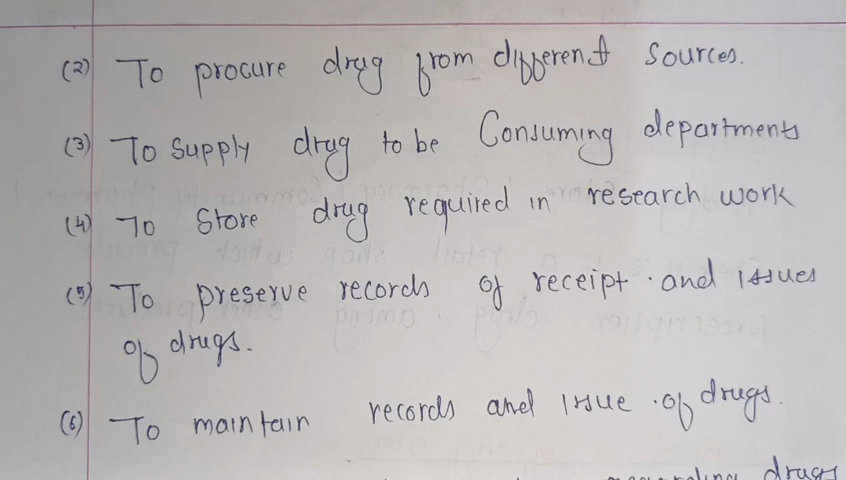 (2) To procure drug from different Sources.
(3) To Supply drug to be Consuming departments
(4) To Store drug required in research work
(5) To preserve records of receipt and issues
of drugs.
(6) To maintain records and issue of drugs.
regarding drugs